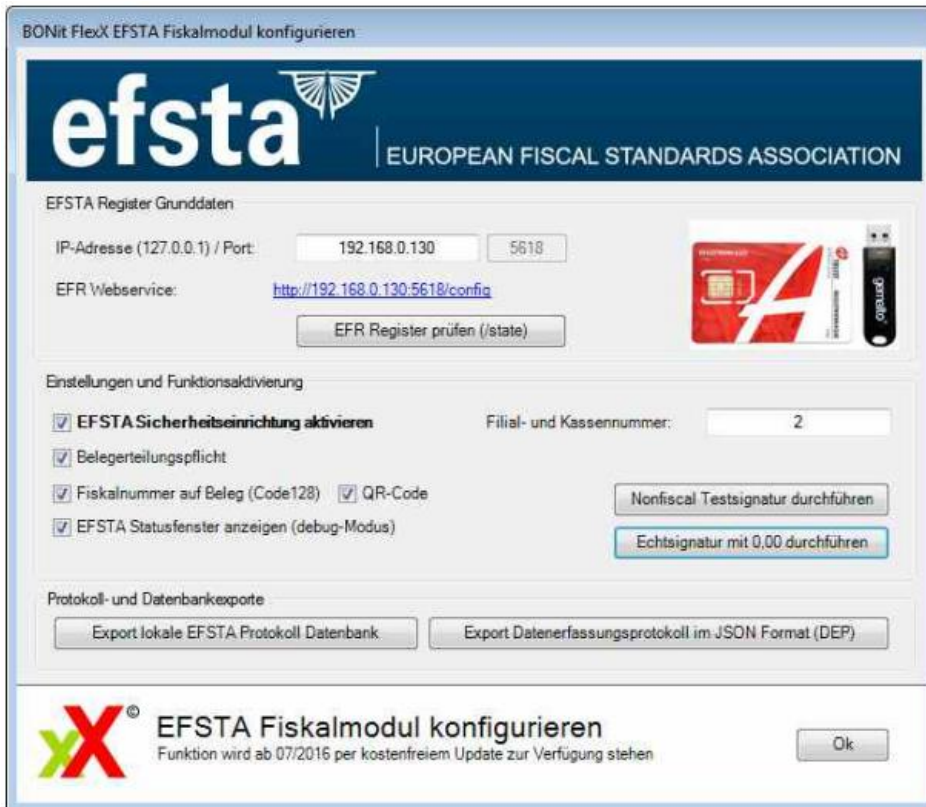 BONit FlexX EFSTA Fiskalmodul konfigurieren
efsta
EUROPEAN FISCAL STANDARDS ASSOCIATION
EFSTA Register Grunddaten
IP-Adresse (127.0.0.1) / Port: 192.168.0.130 5618
EFR Webservice: http://192.168.0.130:5618/config
EFR Register prüfen (/state)
gemalto
Einstellungen und Funktionsaktivierung
EFSTA Sicherheitseinrichtung aktivieren Filial- und Kassennummer: 2
Belegerteilungspflicht
Fiskalnummer auf Beleg (Code128) QR-Code Nonfiscal Testsignatur durchführen
EFSTA Statusfenster anzeigen (debug-Modus) Echtsignatur mit 0,00 durchführen
Protokoll- und Datenbankexporte
Export lokale EFSTA Protokoll Datenbank Export Datenerfassungsprotokoll im JSON Format (DEP)
xX ©
EFSTA Fiskalmodul konfigurieren
Funktion wird ab 07/2016 per kostenfreiem Update zur Verfügung stehen
Ok